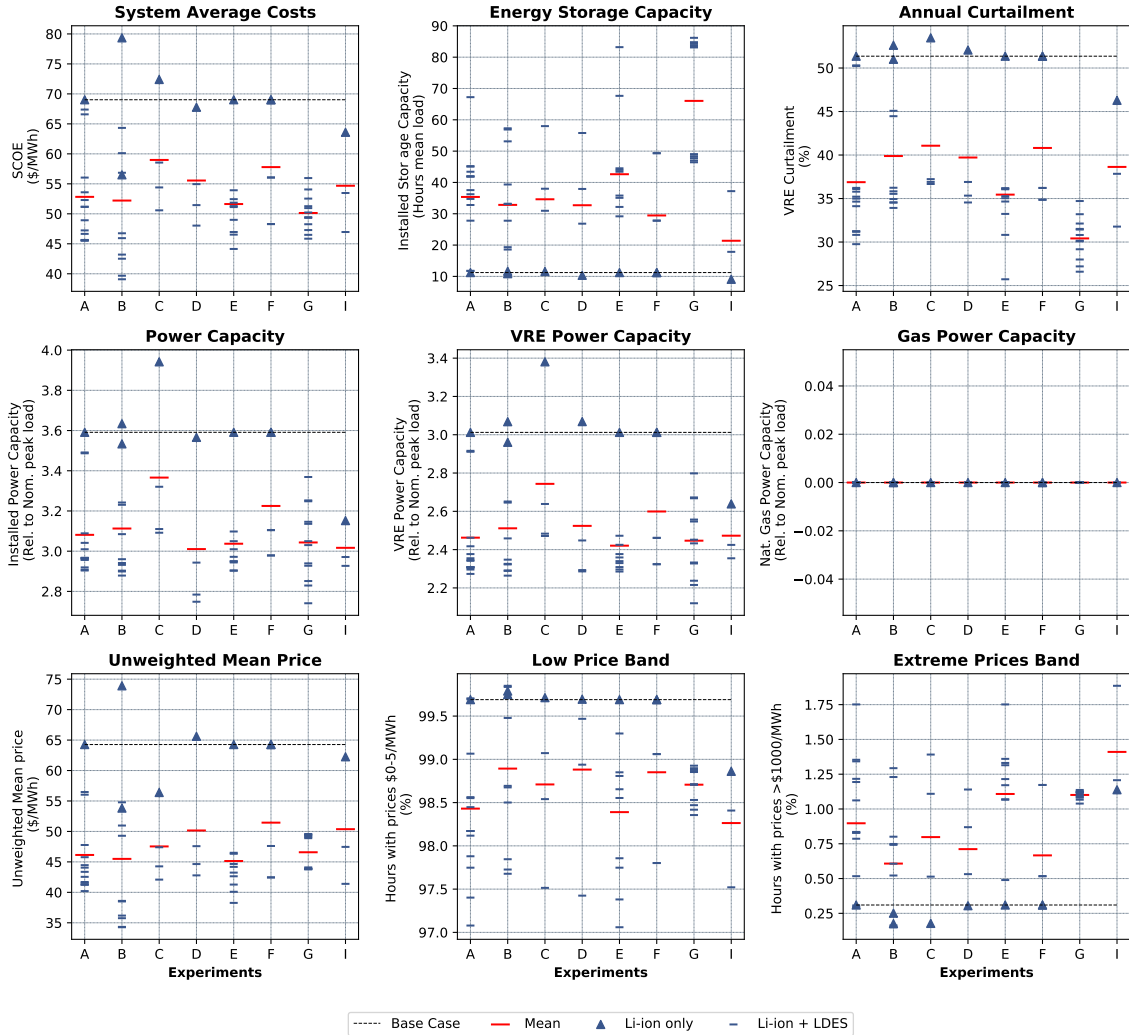 System Average Costs
SCOE
($/MWh)
80
75
70
65
60
55
50
45
40
A B C D E F G I
Energy Storage Capacity
Installed Stor age Capacity
(Hours mean load)
90
80
70
60
50
40
30
20
10
A B C D E F G I
Annual Curtailment
VRE Curtailment
(%)
50
45
40
35
30
25
A B C D E F G I
Power Capacity
Installed Power Capacity
(Rel. to Nom. peak load)
4.0
3.8
3.6
3.4
3.2
3.0
2.8
A B C D E F G I
VRE Power Capacity
VRE Power Capacity
(Rel. to Nom. peak load)
3.4
3.2
3.0
2.8
2.6
2.4
2.2
A B C D E F G I
Gas Power Capacity
Nat. Gas Power Capacity
(Rel. to Nom. peak load)
0.04
0.02
0.00
−0.02
−0.04
A B C D E F G I
Unweighted Mean Price
Unweighted Mean price
($/MWh)
75
70
65
60
55
50
45
40
35
A B C D E F G I
Experiments
Low Price Band
Hours with prices $0-5/MWh
(%)
99.5
99.0
98.5
98.0
97.5
97.0
A B C D E F G I
Experiments
Extreme Prices Band
Hours with prices >$1000/MWh
(%)
1.75
1.50
1.25
1.00
0.75
0.50
0.25
A B C D E F G I
Experiments
Base Case Mean Li-ion only Li-ion + LDES